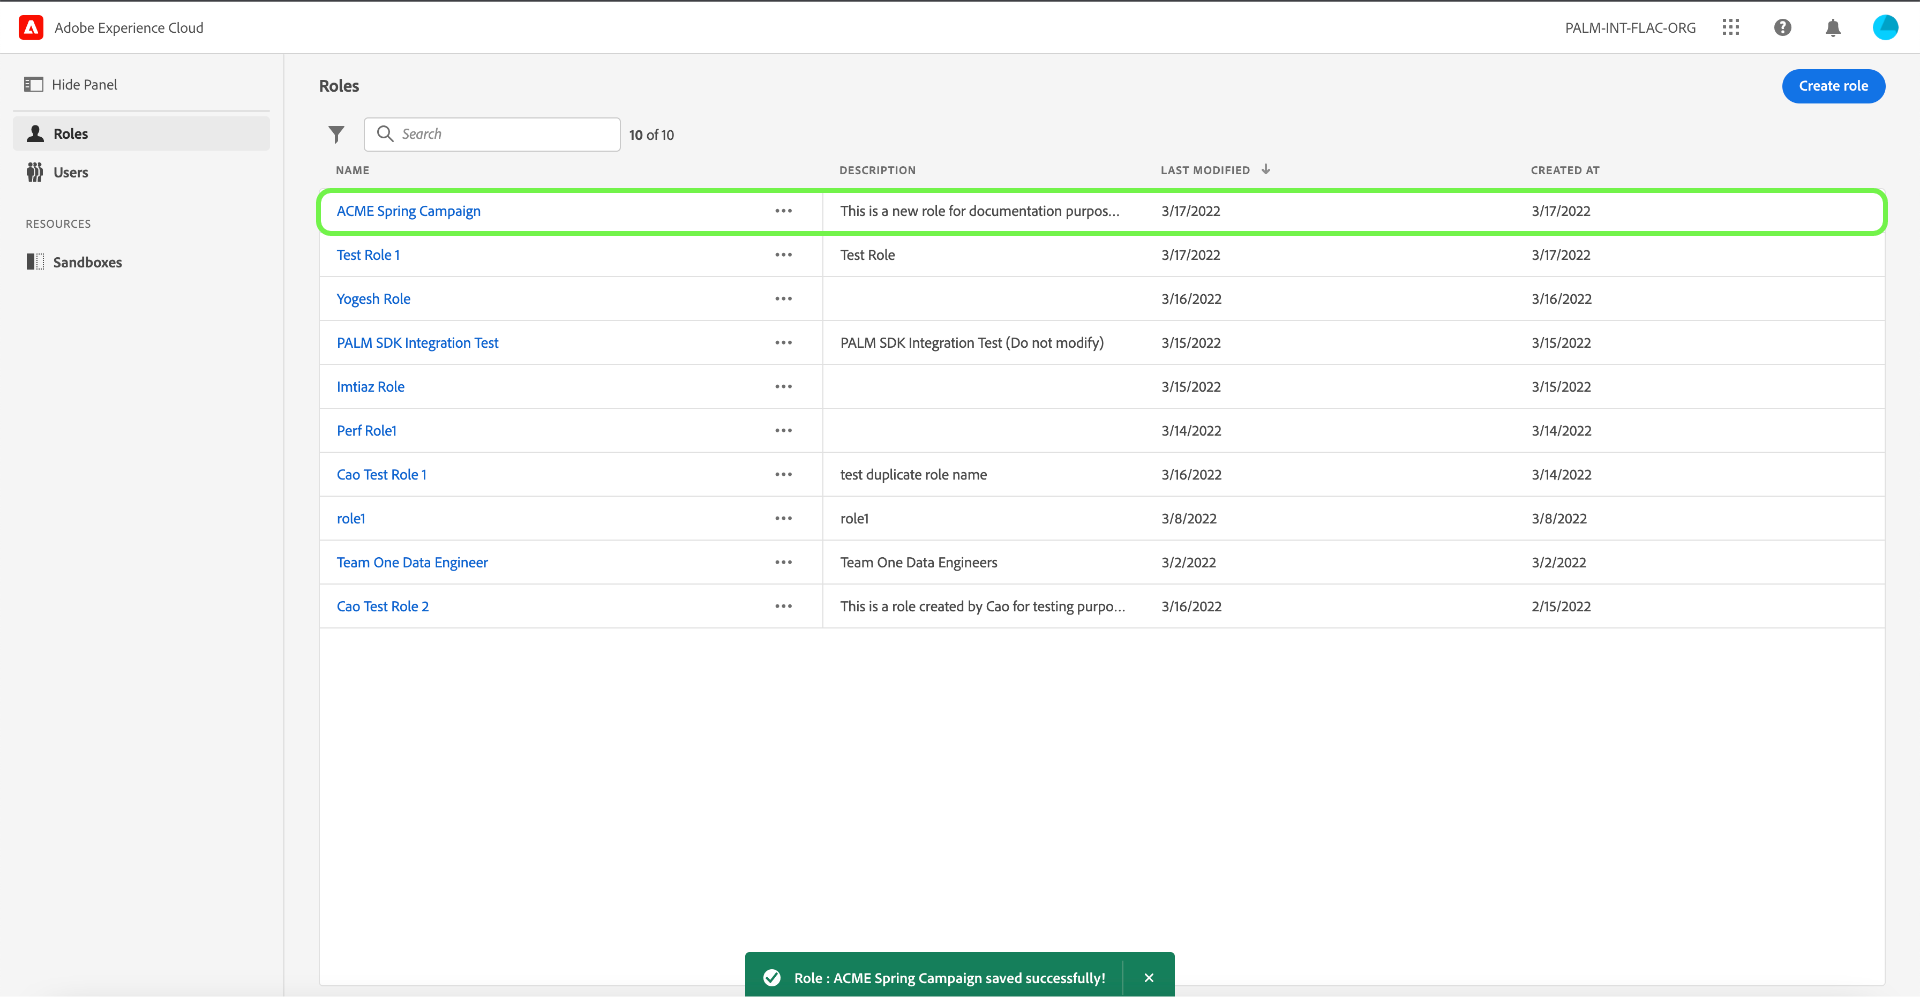 Adobe Experience Cloud
PALM-INT-FLAC-ORG
Hide Panel
Roles
Users
RESOURCES
Sandboxes
Roles
Create role
Search
10 of 10
NAME DESCRIPTION LAST MODIFIED CREATED AT
ACME Spring Campaign ••• This is a new role for documentation purpos... 3/17/2022 3/17/2022
Test Role 1 ••• Test Role 3/17/2022 3/17/2022
Yogesh Role ••• 3/16/2022 3/16/2022
PALM SDK Integration Test ••• PALM SDK Integration Test (Do not modify) 3/15/2022 3/15/2022
Imtiaz Role ••• 3/15/2022 3/15/2022
Perf Role1 ••• 3/14/2022 3/14/2022
Cao Test Role 1 ••• test duplicate role name 3/16/2022 3/14/2022
role1 ••• role1 3/8/2022 3/8/2022
Team One Data Engineer ••• Team One Data Engineers 3/2/2022 3/2/2022
Cao Test Role 2 ••• This is a role created by Cao for testing purpo... 3/16/2022 2/15/2022
Role : ACME Spring Campaign saved successfully!